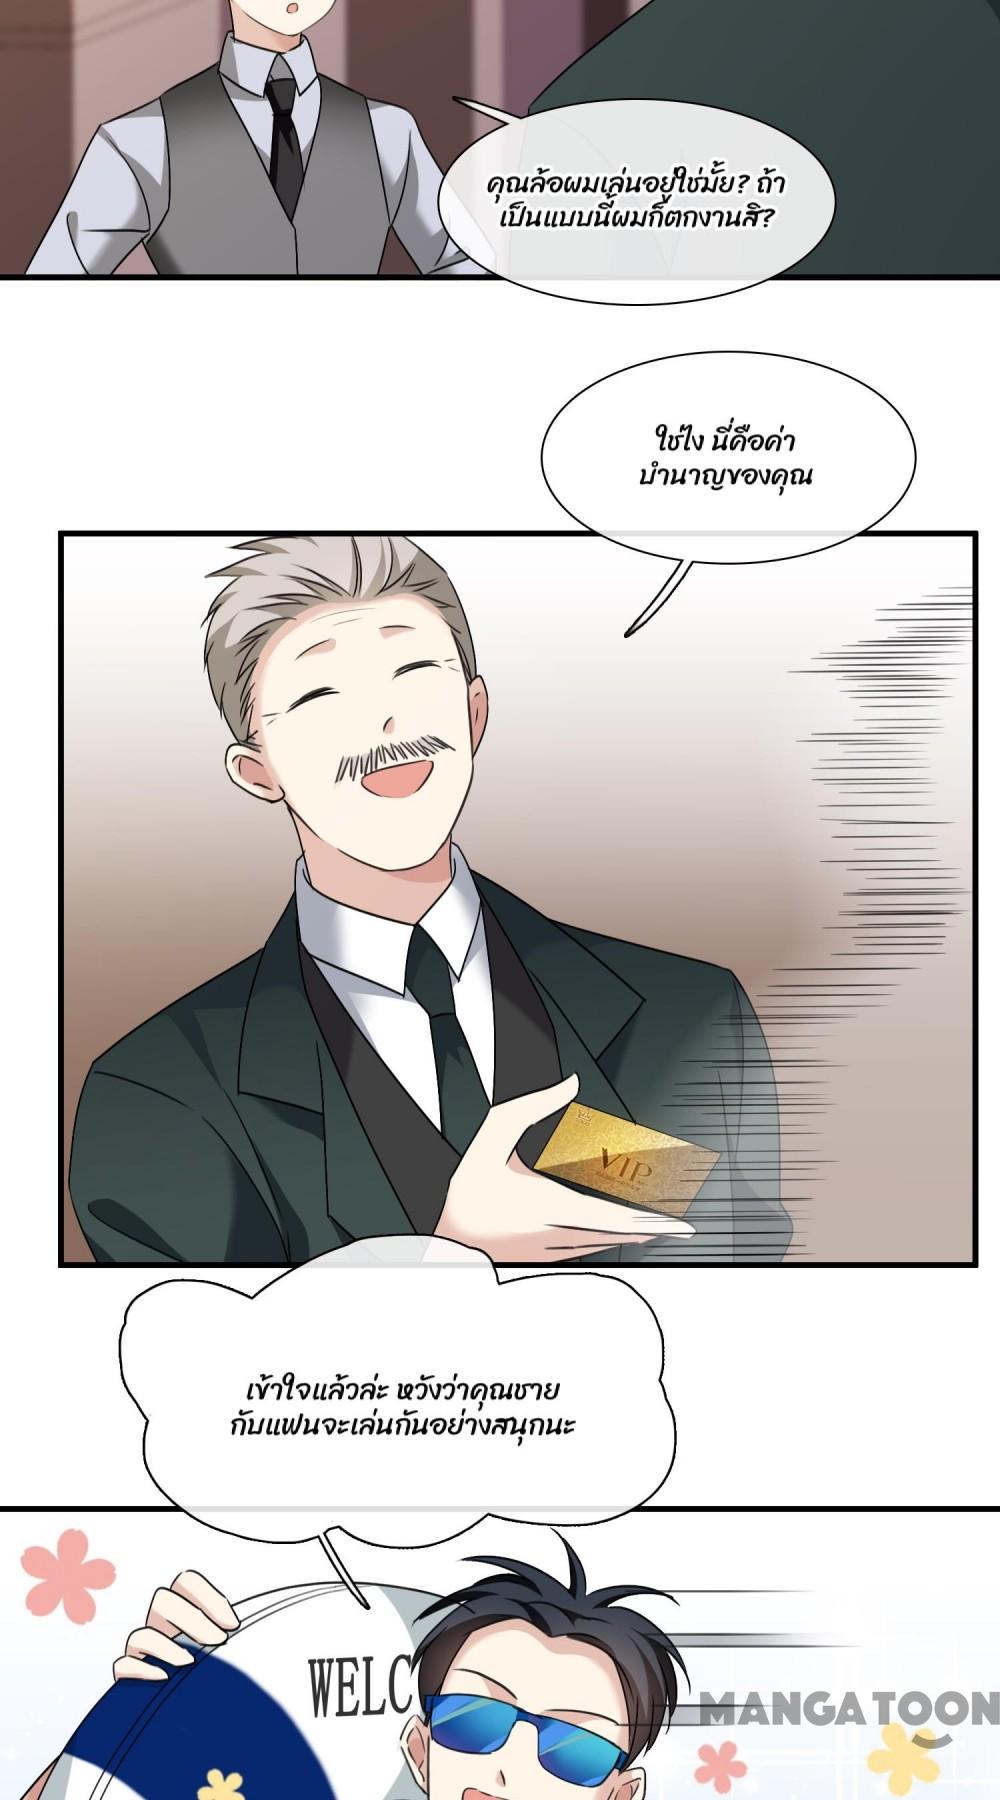 คุณล้อผมเล่นอยู่ใช่มั้ย? ถ้า
เป็นแบบนี้ผมก็ตกงานสิ?
ใช่ไง นี่คือค่า
บำนาญของคุณ
VIP
เข้าใจแล้วล่ะ หวังว่าคุณชาย
กับแฟนจะเล่นกันอย่างสนุกนะ
WELC
MANGATOON